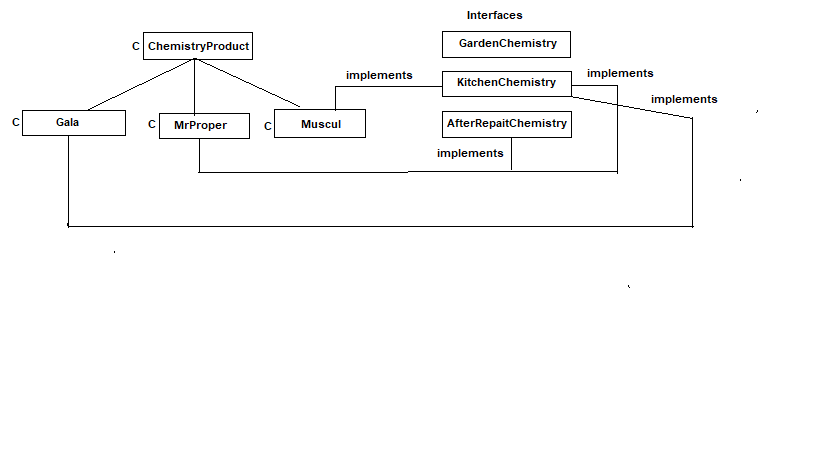 Interfaces
C ChemistryProduct
GardenChemistry
implements
KitchenChemistry
implements
implements
C Gala
C MrProper
C Muscul
AfterRepaitChemistry
implements